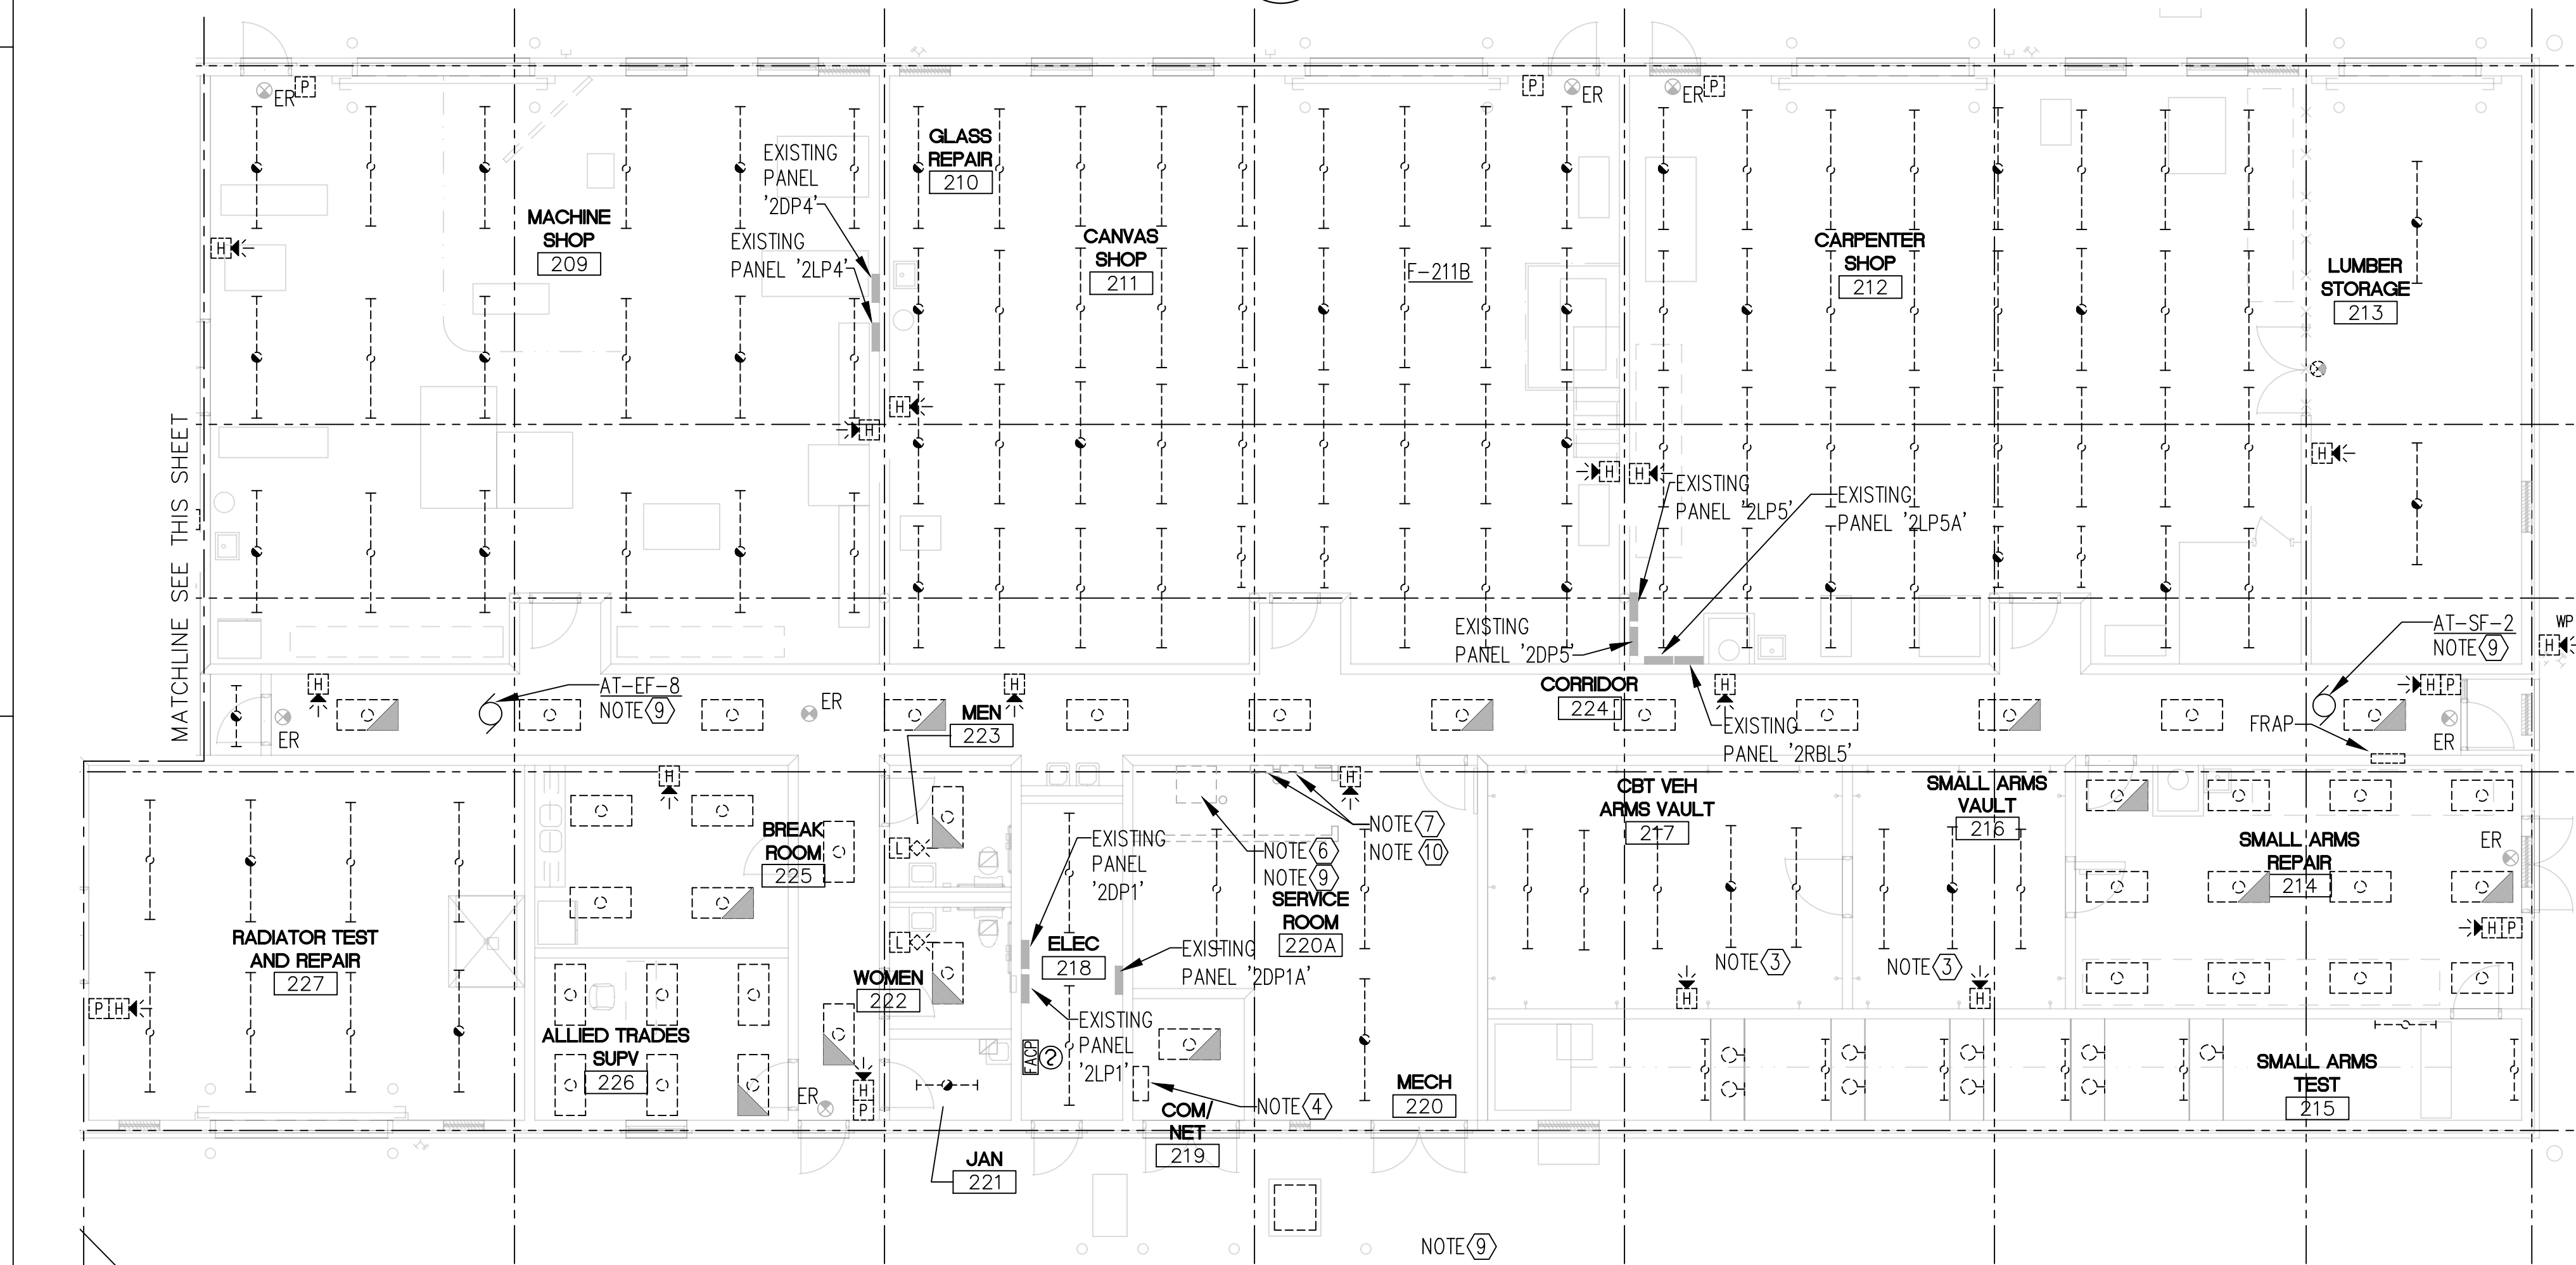 ER
P
P
ER
ER
P
GLASS
REPAIR
210
EXISTING
PANEL
'2DP4'
EXISTING
PANEL '2LP4'
MACHINE
SHOP
209
H
CANVAS
SHOP
211
F-211B
CARPENTER
SHOP
212
LUMBER
STORAGE
213
H
H
H
H
H
EXISTING
PANEL '2LP5'
EXISTING
PANEL '2LP5A'
MATCHLINE SEE THIS SHEET
EXISTING
PANEL '2DP5'
AT-SF-2
NOTE 9
WP
H
H
AT-EF-8
NOTE 9
ER
ER
H
MEN
223
CORRIDOR
224
H
EXISTING
PANEL '2RBL5'
H P
FRAP
ER
H
BREAK
ROOM
225
L
L
EXISTING
PANEL
'2DP1'
H
NOTE 7
NOTE 10
NOTE 6
NOTE 9
SERVICE
ROOM
220A
CBT VEH
ARMS VAULT
217
SMALL ARMS
VAULT
216
SMALL ARMS
REPAIR
214
ER
H P
RADIATOR TEST
AND REPAIR
227
P H
WOMEN
222
ELEC
218
EXISTING
PANEL '2DP1A'
NOTE 3
NOTE 3
H
H
ALLIED TRADES
SUPV
226
ER
H
P
FACP
2
EXISTING
PANEL
'2LP1'
NOTE 4
COM/
NET
219
MECH
220
SMALL ARMS
TEST
215
JAN
221
NOTE 9